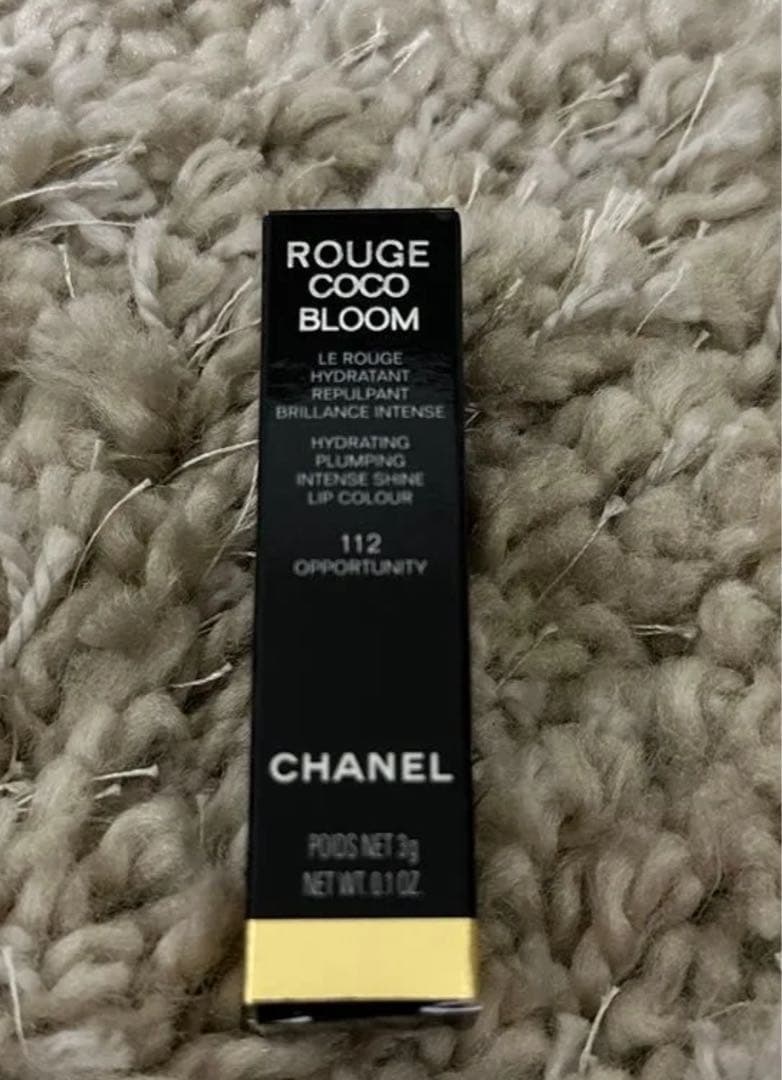 ROUGE
COCO
BLOOM
LE ROUGE
HYDRATANT
REPULPANT
BRILLANCE INTENSE
HYDRATING
PLUMPING
INTENSE SHINE
LIP COLOUR
112
OPPORTUNITY
CHANEL
POIDS NET 3g
NET WT. 0.1 OZ.